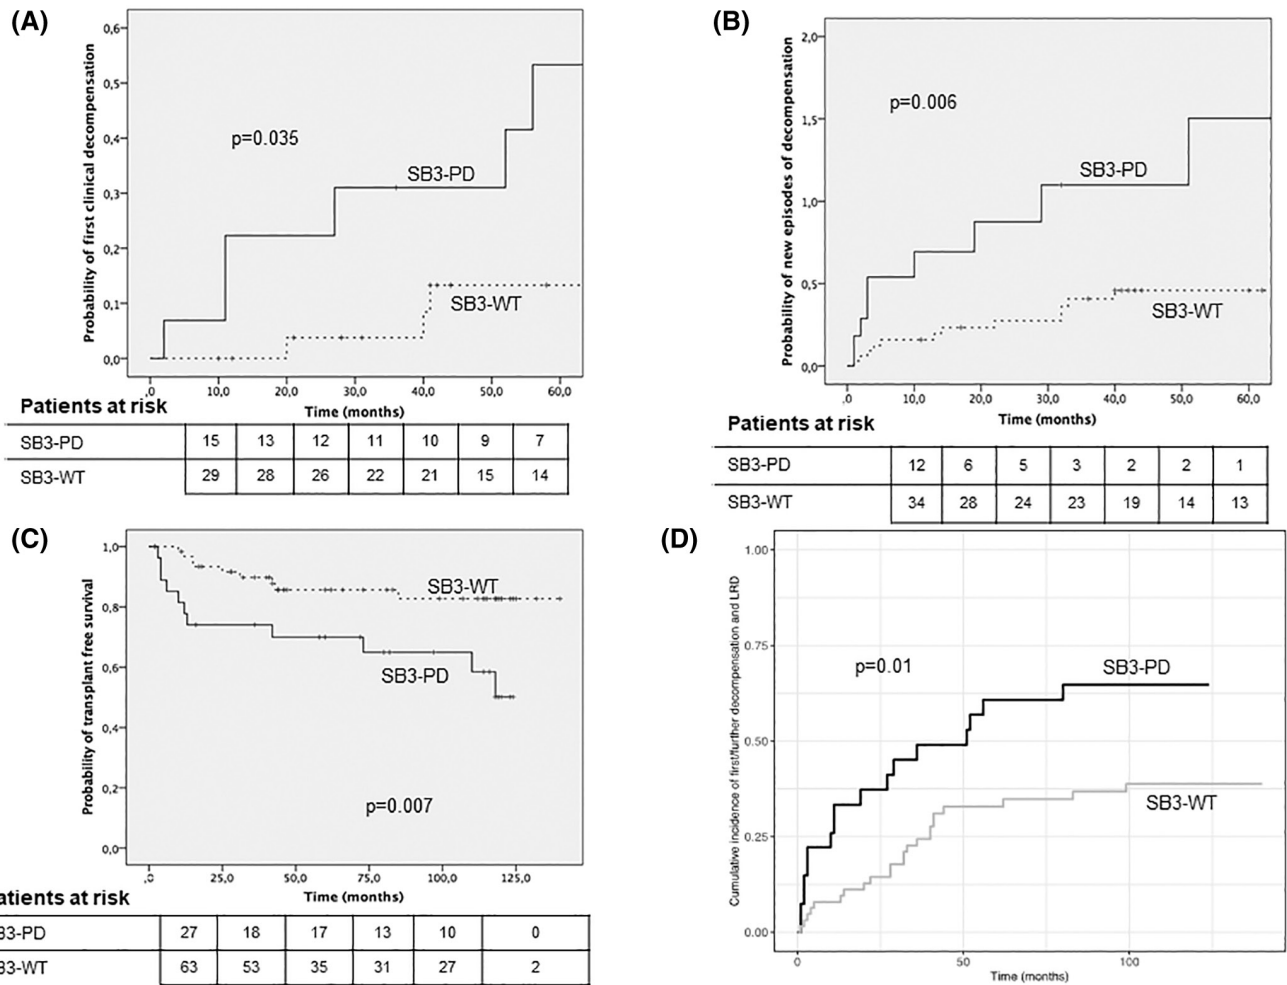 (A)
Probability of first clinical decompensation
0,6
0,5
0,4
0,3
0,2
0,1
0,0
p=0.035
SB3-PD
SB3-WT
,0 10,0 20,0 30,0 40,0 50,0 60,0
Time (months)
Patients at risk
SB3-PD 15 13 12 11 10 9 7
SB3-WT 29 28 26 22 21 15 14
(B)
Probability of new episodes of decompensation
2,0
1,5
1,0
0,5
0,0
p=0.006
SB3-PD
SB3-WT
,0 10,0 20,0 30,0 40,0 50,0 60,0
Time (months)
Patients at risk
SB3-PD 12 6 5 3 2 2 1
SB3-WT 34 28 24 23 19 14 13
(C)
Probability of transplant free survival
1,0
0,8
0,6
0,4
0,2
0,0
SB3-WT
SB3-PD
p=0.007
,0 25,0 50,0 75,0 100,0 125,0
Time (months)
atients at risk
33-PD 27 18 17 13 10 0
33-WT 63 53 35 31 27 2
(D)
Cumulative incidence of first/further decompensation and LRD
1.00
0.75
0.50
0.25
0.00
p=0.01
SB3-PD
SB3-WT
0 50 100
Time (months)